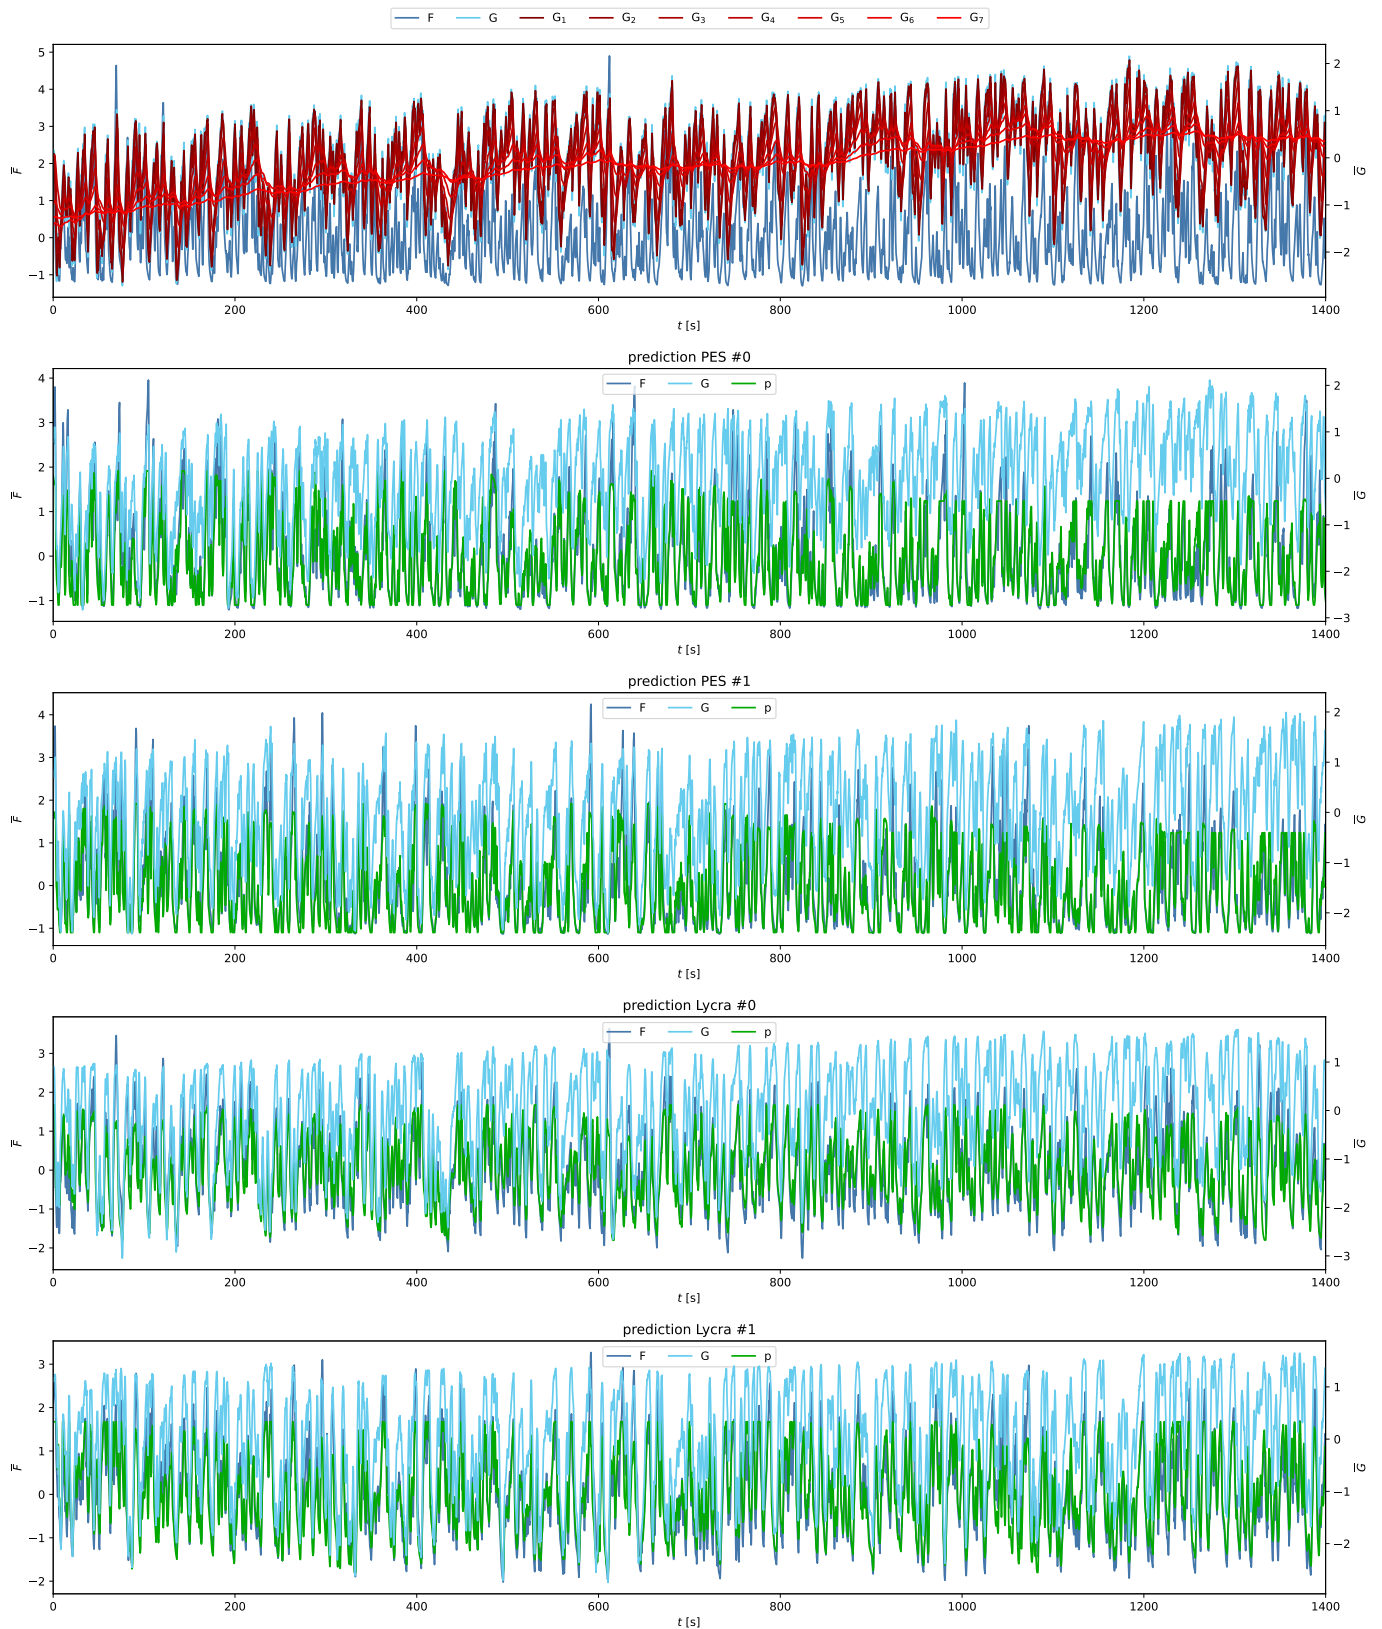 F G G₁ G₂ G₃ G₄ G₅ G₆ G₇
5
4
3
2
1
0
−1
F̅
2
1
0
−1
−2
G̅
0 200 400 600 800 1000 1200 1400
t [s]
prediction PES #0
F G p
4
3
2
1
0
−1
F̅
2
1
0
−1
−2
−3
G̅
0 200 400 600 800 1000 1200 1400
t [s]
prediction PES #1
F G p
4
3
2
1
0
−1
F̅
2
1
0
−1
−2
G̅
0 200 400 600 800 1000 1200 1400
t [s]
prediction Lycra #0
F G p
3
2
1
0
−1
−2
F̅
1
0
−1
−2
−3
G̅
0 200 400 600 800 1000 1200 1400
t [s]
prediction Lycra #1
F G p
3
2
1
0
−1
−2
F̅
1
0
−1
−2
G̅
0 200 400 600 800 1000 1200 1400
t [s]